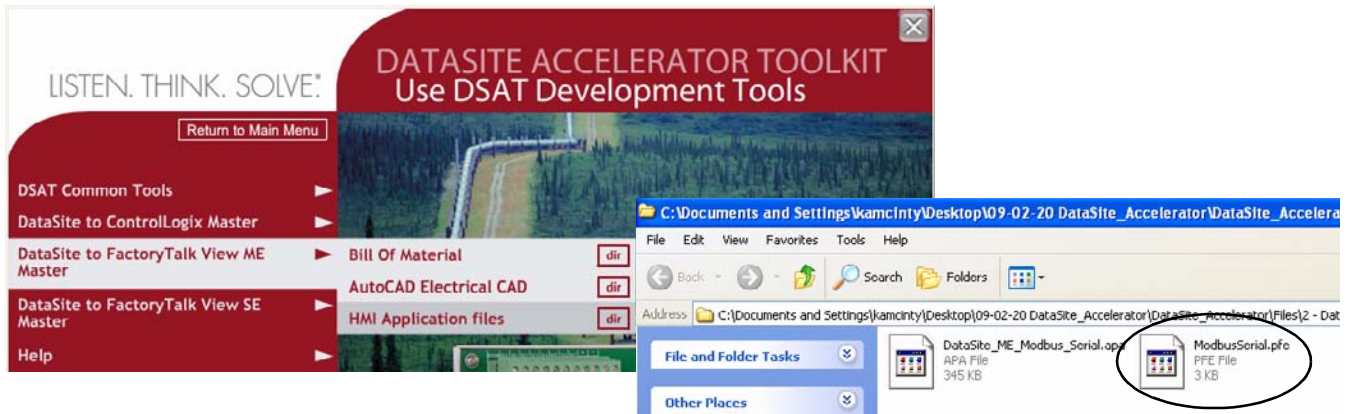 LISTEN. THINK. SOLVE.®
DATASITE ACCELERATOR TOOLKIT
Use DSAT Development Tools
Return to Main Menu
DSAT Common Tools
DataSite to ControlLogix Master
DataSite to FactoryTalk View ME
Master
DataSite to FactoryTalk View SE
Master
Help
Bill Of Material
dir
AutoCAD Electrical CAD
dir
HMI Application files
dir
C:\Documents and Settings\kamcinty\Desktop\09-02-20 DataSite_Accelerator\DataSite_Accelera
File Edit View Favorites Tools Help
Back Search Folders
Address C:\Documents and Settings\kamcinty\Desktop\09-02-20 DataSite_Accelerator\DataSite_Accelerator\Files\2 - Dat
File and Folder Tasks
Other Places
DataSite_ME_Modbus_Serial.apa
APA File
345 KB
ModbusSerial.pfe
PFE File
3 KB